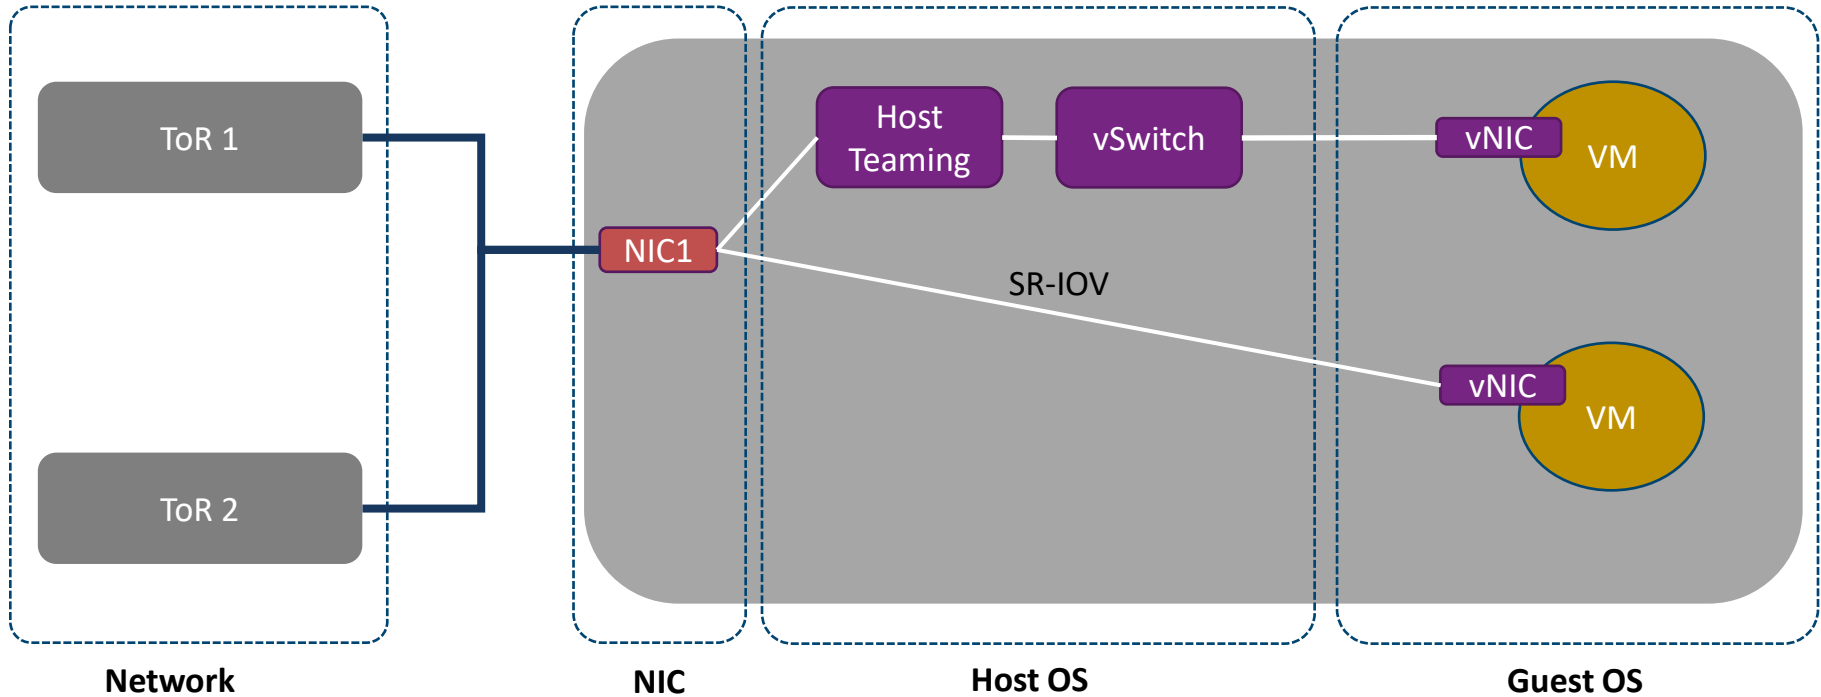 ToR 1
ToR 2
NIC1
Host
Teaming
vSwitch
SR-IOV
vNIC
VM
vNIC
VM
Network
NIC
Host OS
Guest OS